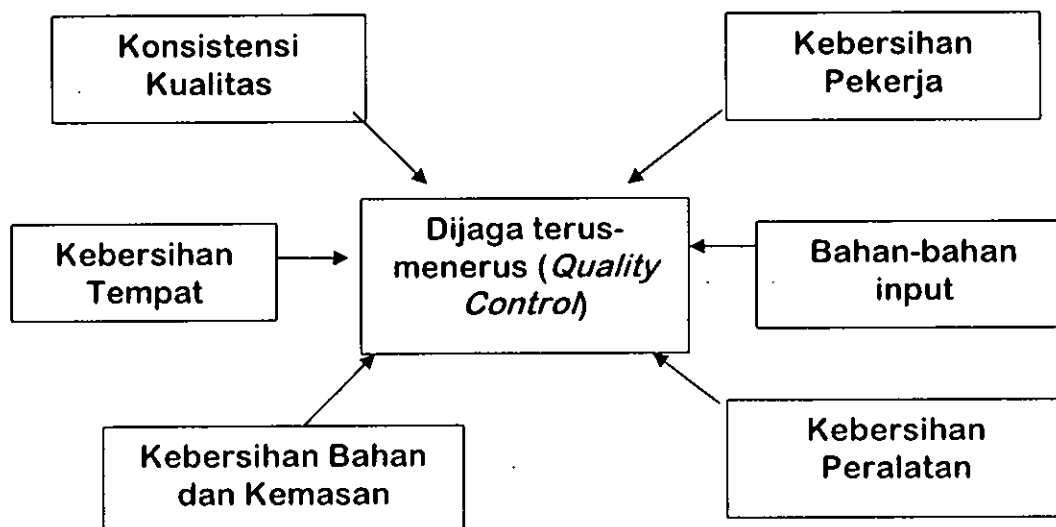 Konsistensi
Kualitas
Kebersihan
Pekerja
Kebersihan
Tempat
Dijaga terus-
menerus (Quality
Control)
Bahan-bahan
input
Kebersihan Bahan
dan Kemasan
Kebersihan
Peralatan